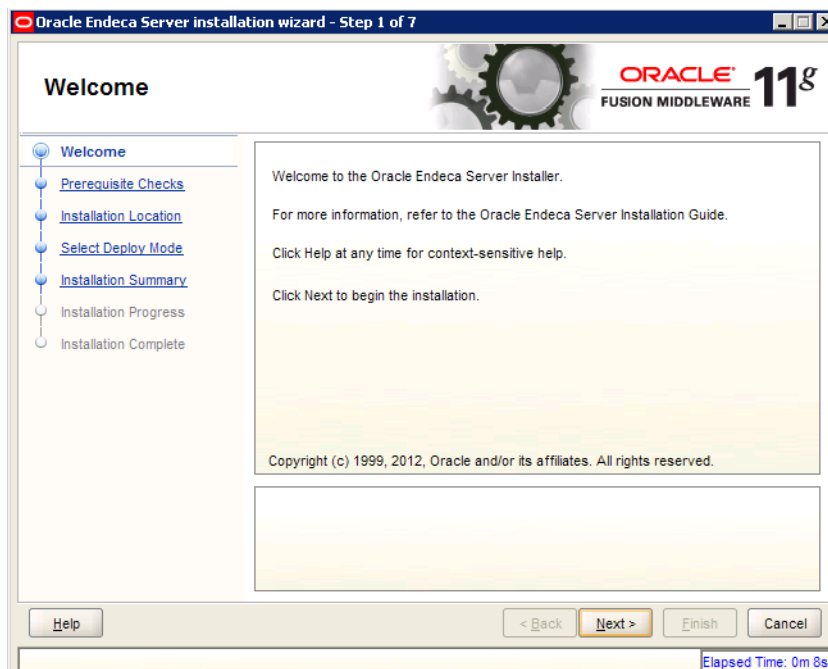 Oracle Endeca Server installation wizard - Step 1 of 7
Welcome
ORACLE®
FUSION MIDDLEWARE 11g
Welcome
Prerequisite Checks
Installation Location
Select Deploy Mode
Installation Summary
Installation Progress
Installation Complete
Welcome to the Oracle Endeca Server Installer.
For more information, refer to the Oracle Endeca Server Installation Guide.
Click Help at any time for context-sensitive help.
Click Next to begin the installation.
Copyright (c) 1999, 2012, Oracle and/or its affiliates. All rights reserved.
Help
< Back
Next >
Finish
Cancel
Elapsed Time: 0m 8s